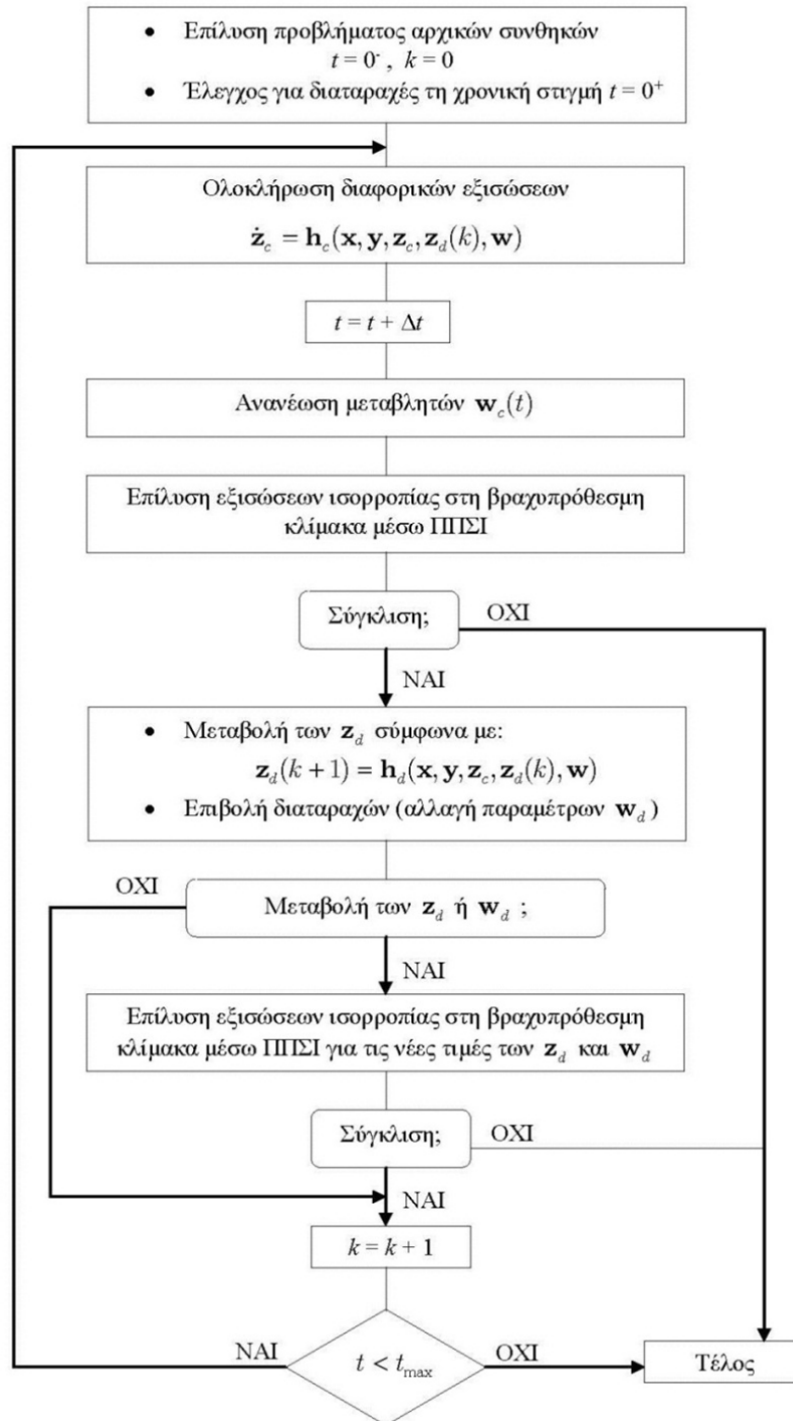 • Επίλυση προβλήματος αρχικών συνθηκών
t = 0⁻ , k = 0
• Έλεγχος για διαταραχές τη χρονική στιγμή t = 0⁺
Ολοκλήρωση διαφορικών εξισώσεων
ż_c = h_c(x, y, z_c, z_d(k), w)
t = t + Δt
Ανανέωση μεταβλητών w_c(t)
Επίλυση εξισώσεων ισορροπίας στη βραχυπρόθεσμη
κλίμακα μέσω ΠΠΣΙ
Σύγκλιση;
ΟΧΙ
ΝΑΙ
• Μεταβολή των z_d σύμφωνα με:
z_d(k + 1) = h_d(x, y, z_c, z_d(k), w)
• Επιβολή διαταραχών (αλλαγή παραμέτρων w_d )
ΟΧΙ
Μεταβολή των z_d ή w_d ;
ΝΑΙ
Επίλυση εξισώσεων ισορροπίας στη βραχυπρόθεσμη
κλίμακα μέσω ΠΠΣΙ για τις νέες τιμές των z_d και w_d
Σύγκλιση;
ΟΧΙ
ΝΑΙ
k = k + 1
ΝΑΙ
t < t_max
ΟΧΙ
Τέλος